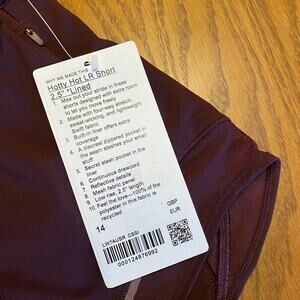 WHY WE MADE THIS
Hotty Hot LR Short
2.5" *Lined
1. Max out your stride in these
shorts designed with extra room
to let you move freely
2. Made with four-way stretch,
sweat-wicking, and lightweight
Swift fabric
3. Built-in liner offers extra
coverage
4. A discreet zippered pocket in
the seam stashes your small
stuff
5. Secret stash pocket in the
liner
6. Continuous drawcord
7. Reflective details
8. Mesh fabric panel
9. Low rise, 2.5" length
10. Feel the love—100% of the
polyester in this fabric is
recycled
14
GBP
EUR
LW7AUSR CSSI
000124876992